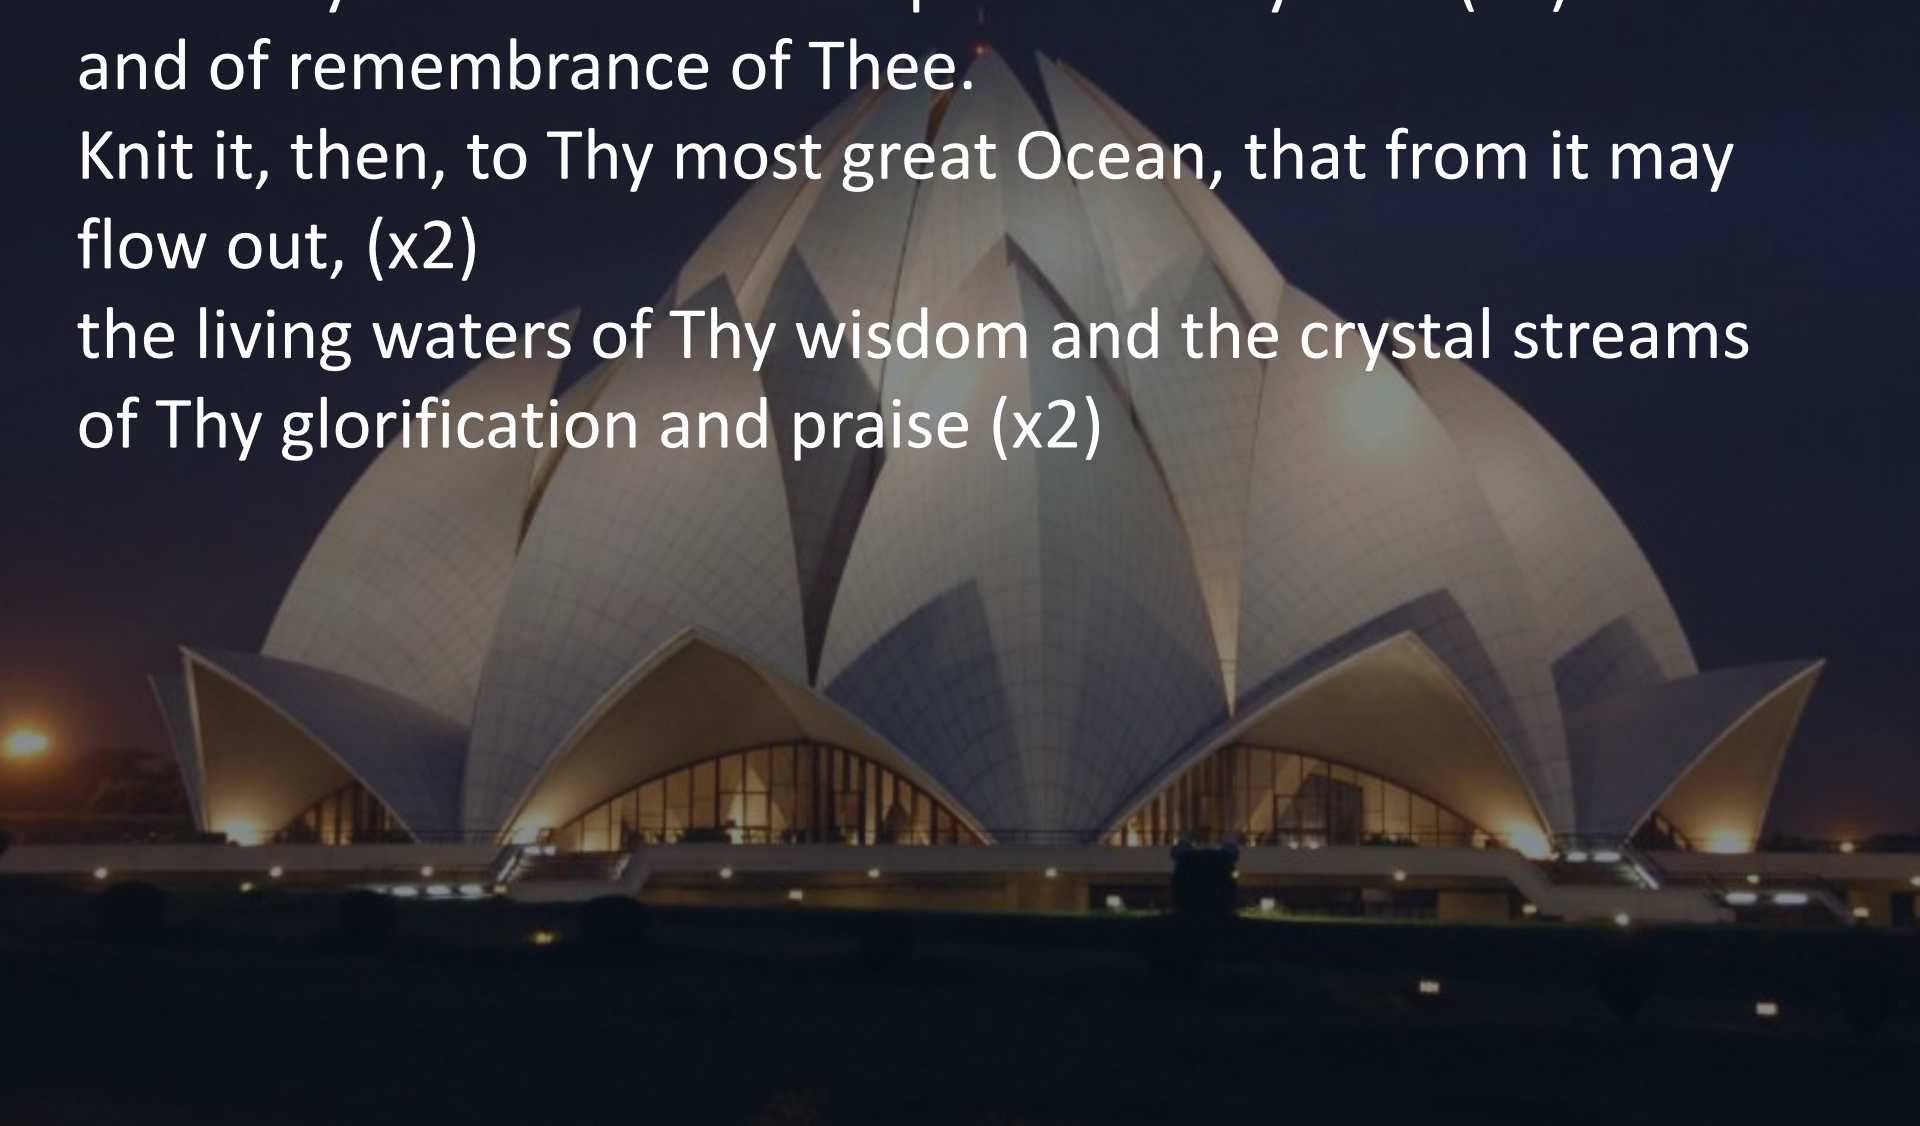 and of remembrance of Thee.
Knit it, then, to Thy most great Ocean, that from it may
flow out, (x2)
the living waters of Thy wisdom and the crystal streams
of Thy glorification and praise (x2)